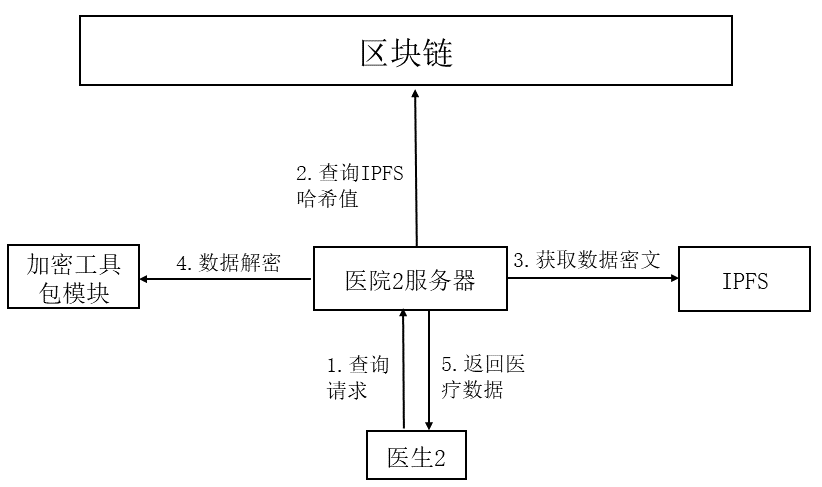 区块链
2.查询IPFS
哈希值
加密工具
包模块
4.数据解密
医院2服务器
3.获取数据密文
IPFS
1.查询
请求
5.返回医
疗数据
医生2